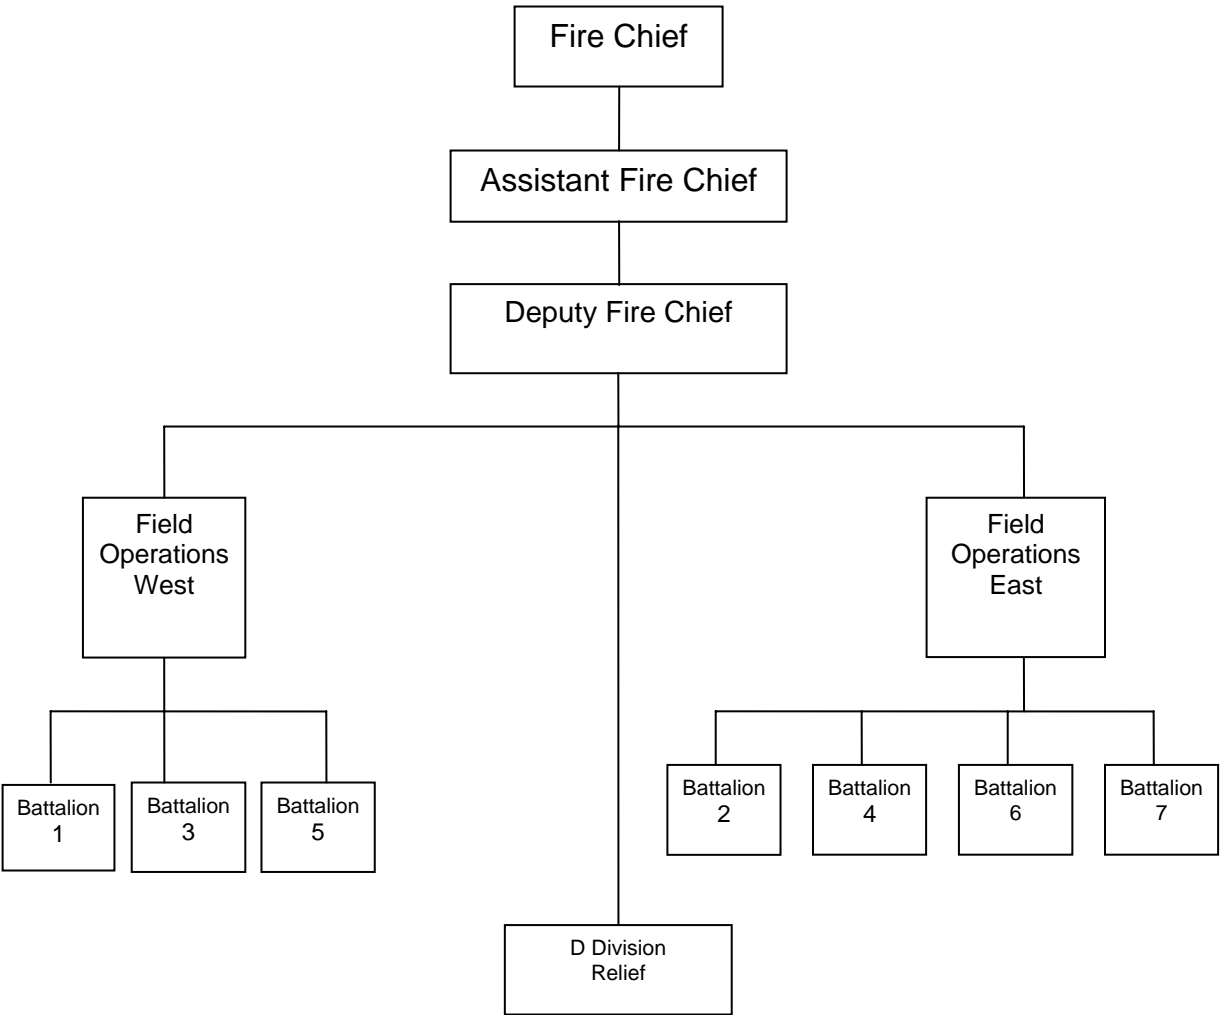 Fire Chief
Assistant Fire Chief
Deputy Fire Chief
Field
Operations
West
Field
Operations
East
Battalion
1
Battalion
3
Battalion
5
Battalion
2
Battalion
4
Battalion
6
Battalion
7
D Division
Relief